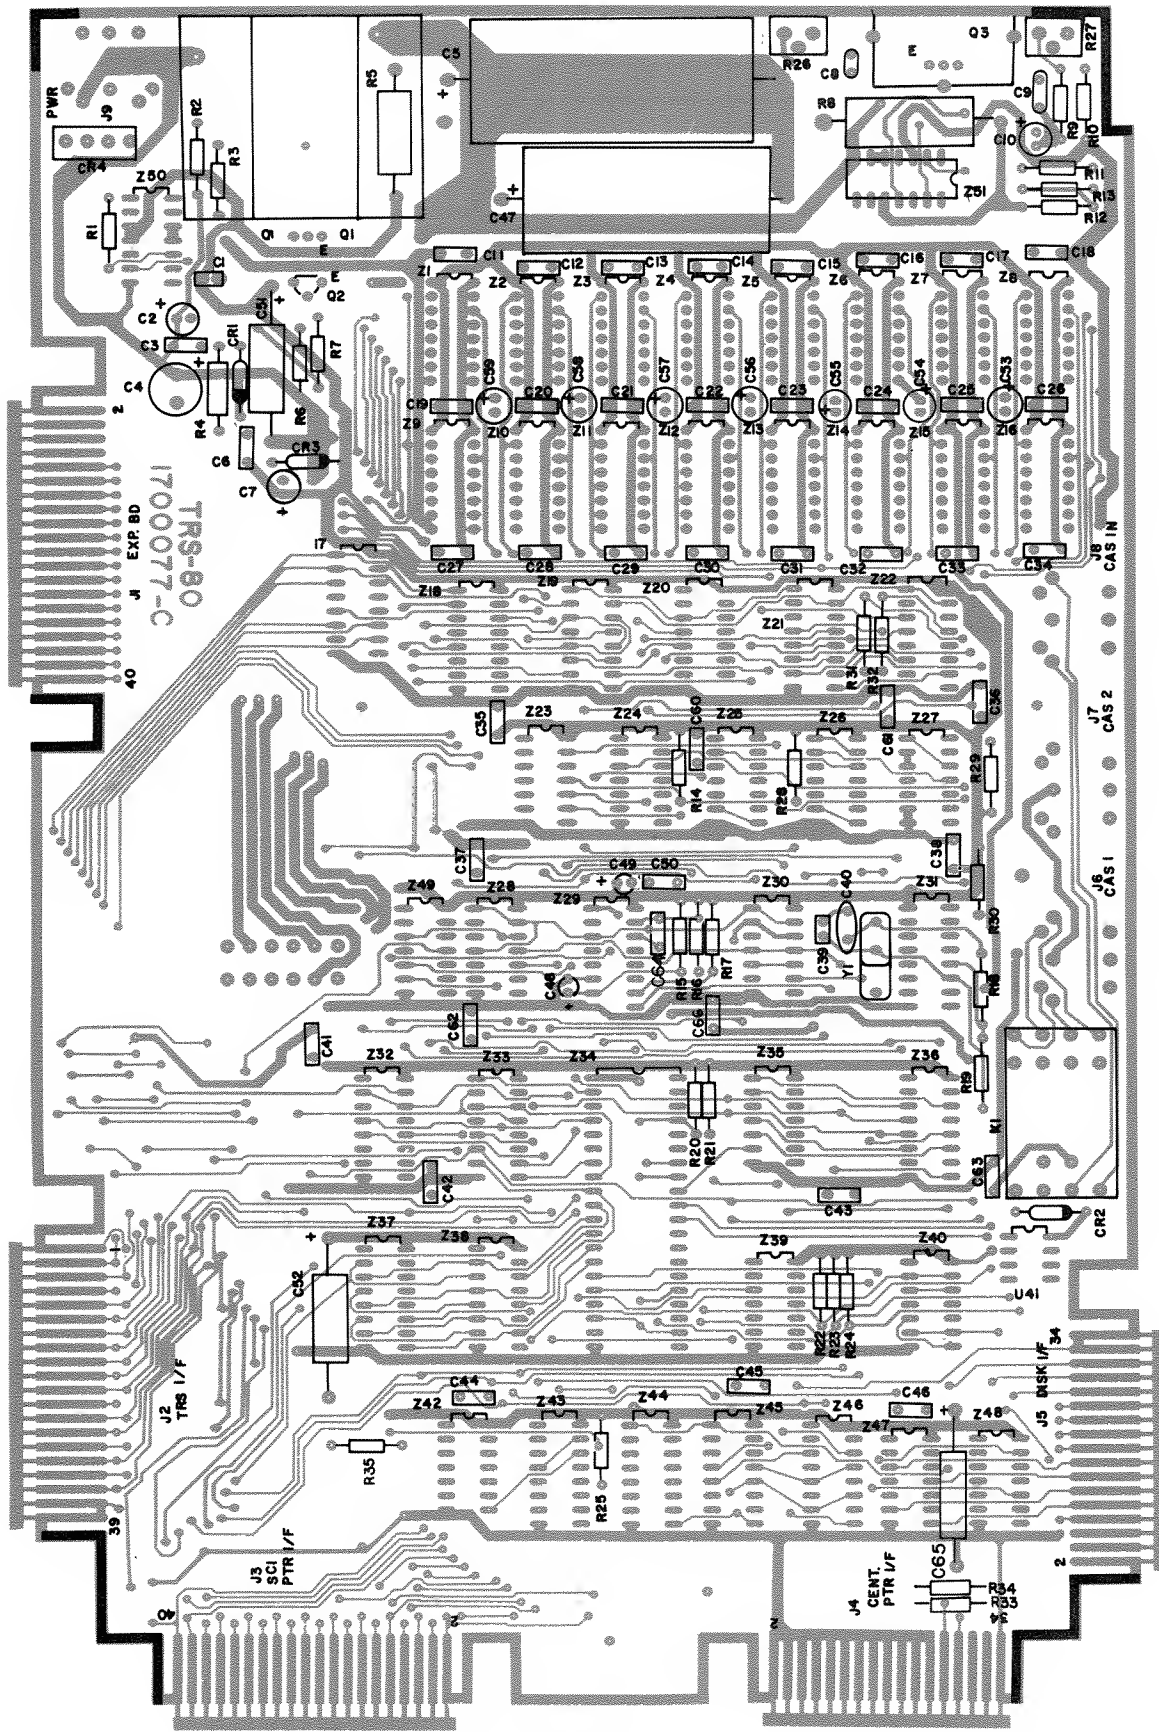 C5
R26
C8
E
Q3
R27
PWR
J9
CR4
R2
R3
R5
+
R8
C9
R9
R10
C10
+
Z50
R1
C47
+
Z51
R11
R13
R12
Q1
Q1
E
C11
C12
C13
C14
C15
C16
C17
C18
Z1
Z2
Z3
Z4
Z5
Z6
Z7
Z8
C1
E
Q2
C2
+
C3
C4
+
CR1
C51
+
R4
R6
R7
C6
CR3
C7
+
C59
C58
C57
C56
C55
C54
C53
C19
C20
C21
C22
C23
C24
C25
C26
Z9
Z10
Z11
Z12
Z13
Z14
Z15
Z16
2
TRS-80
1700077-C
EXP. BD
J1
40
17
C27
C28
C29
C30
C31
C32
C33
C34
J8
CAS IN
Z18
Z19
Z20
Z21
Z22
R31
R32
C35
Z23
Z24
C60
Z25
Z26
C61
Z27
C36
J7
CAS 2
R14
R28
R29
C37
C49
+
C50
C38
Z49
Z28
Z29
Z30
C40
Z31
J6
CAS 1
R30
C64
R15
R16
R17
C39
Y1
C48
+
R18
C41
C62
C66
Z32
Z33
Z34
Z35
Z36
R19
K1
R20
R21
C42
C43
C63
CR2
1
Z37
Z38
Z39
Z40
C52
+
U41
R22
R23
R24
34
J2
TRS I/F
C44
C45
C46
DISK I/F
J5
Z42
Z43
Z44
Z45
Z46
Z47
+
Z48
R35
R25
39
J3
SCI
PTR I/F
C65
2
CENT.
PTR I/F
J4
R34
R33
34
40
2
2